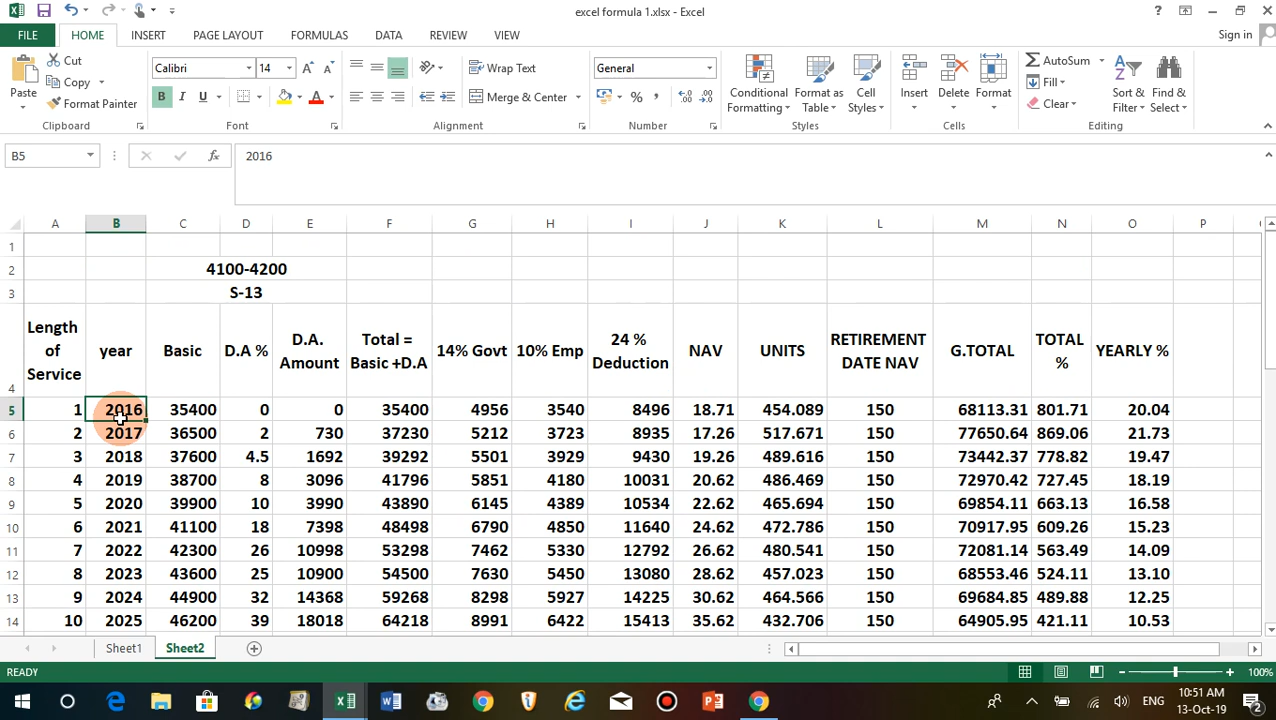 excel formula 1.xlsx - Excel
?
FILE HOME INSERT PAGE LAYOUT FORMULAS DATA REVIEW VIEW Sign in
Paste
Cut
Copy
Format Painter
Clipboard
Calibri 14
B I U
Font
Wrap Text
Merge & Center
Alignment
General
%
Number
Conditional Formatting
Format as Table
Cell Styles
Styles
Insert
Delete
Format
Cells
AutoSum
Fill
Clear
Sort & Filter
Find & Select
Editing
B5 fx 2016
A B C D E F G H I J K L M N O P
1
2 4100-4200
3 S-13
4 Length of Service year Basic D.A % D.A. Amount Total = Basic +D.A 14% Govt 10% Emp 24 % Deduction NAV UNITS RETIREMENT DATE NAV G.TOTAL TOTAL % YEARLY %
5 1 2016 35400 0 0 35400 4956 3540 8496 18.71 454.089 150 68113.31 801.71 20.04
6 2 2017 36500 2 730 37230 5212 3723 8935 17.26 517.671 150 77650.64 869.06 21.73
7 3 2018 37600 4.5 1692 39292 5501 3929 9430 19.26 489.616 150 73442.37 778.82 19.47
8 4 2019 38700 8 3096 41796 5851 4180 10031 20.62 486.469 150 72970.42 727.45 18.19
9 5 2020 39900 10 3990 43890 6145 4389 10534 22.62 465.694 150 69854.11 663.13 16.58
10 6 2021 41100 18 7398 48498 6790 4850 11640 24.62 472.786 150 70917.95 609.26 15.23
11 7 2022 42300 26 10998 53298 7462 5330 12792 26.62 480.541 150 72081.14 563.49 14.09
12 8 2023 43600 25 10900 54500 7630 5450 13080 28.62 457.023 150 68553.46 524.11 13.10
13 9 2024 44900 32 14368 59268 8298 5927 14225 30.62 464.566 150 69684.85 489.88 12.25
14 10 2025 46200 39 18018 64218 8991 6422 15413 35.62 432.706 150 64905.95 421.11 10.53
Sheet1 Sheet2
READY 100%
ENG 10:51 AM
13-Oct-19 2